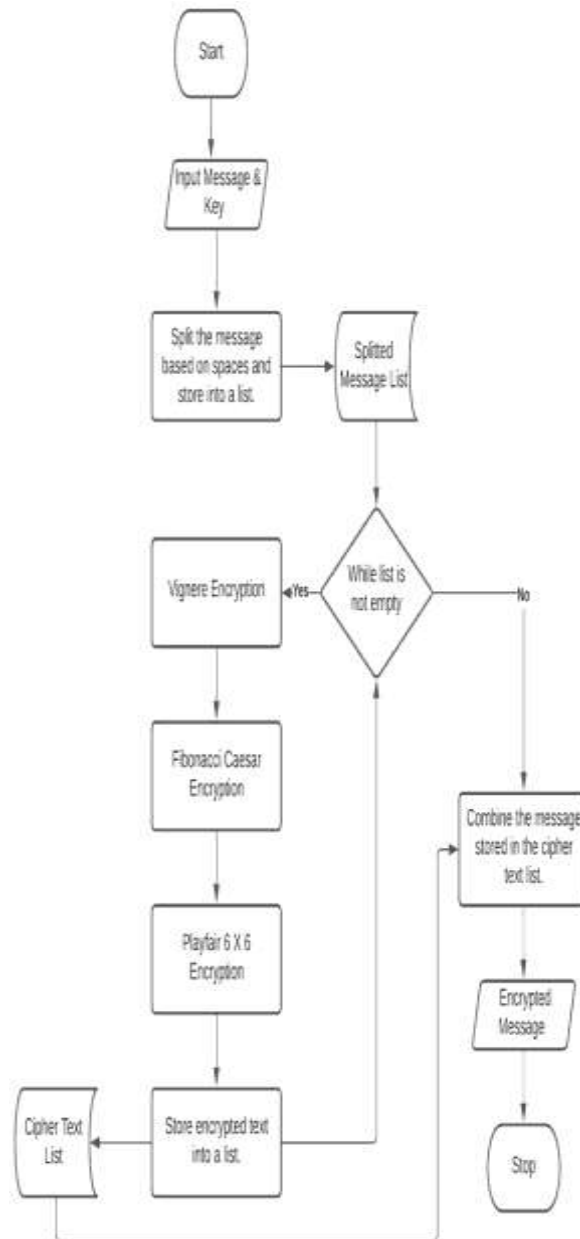 Start
Input Message &
Key
Split the message
based on spaces and
store into a list.
Splitted
Message List
While list is
not empty
Yes
No
Vignere Encryption
Fibonacci Caesar
Encryption
Playfair 6 X 6
Encryption
Store encrypted text
into a list.
Cipher Text
List
Combine the message
stored in the cipher
text list.
Encrypted
Message
Stop